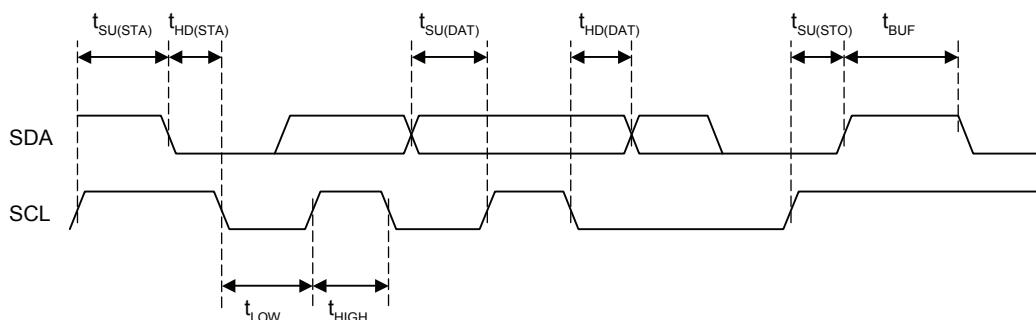 tSU(STA) tHD(STA) tSU(DAT) tHD(DAT) tSU(STO) tBUF
SDA
SCL
tLOW tHIGH